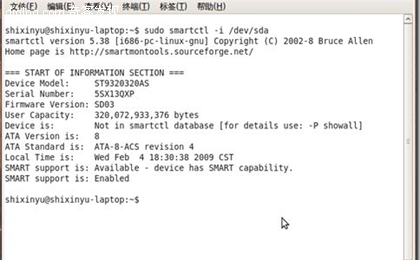 文件(F) 编辑(E) 查看(V) 终端(T) 标签(B) 帮助(H)
shixinyu@shixinyu-laptop:~$ sudo smartctl -i /dev/sda
smartctl version 5.38 [i686-pc-linux-gnu] Copyright (C) 2002-8 Bruce Allen
Home page is http://smartmontools.sourceforge.net/
=== START OF INFORMATION SECTION ===
Device Model: ST9320320AS
Serial Number: 5SX13QXP
Firmware Version: SD03
User Capacity: 320,072,933,376 bytes
Device is: Not in smartctl database [for details use: -P showall]
ATA Version is: 8
ATA Standard is: ATA-8-ACS revision 4
Local Time is: Wed Feb 4 18:30:38 2009 CST
SMART support is: Available - device has SMART capability.
SMART support is: Enabled
shixinyu@shixinyu-laptop:~$